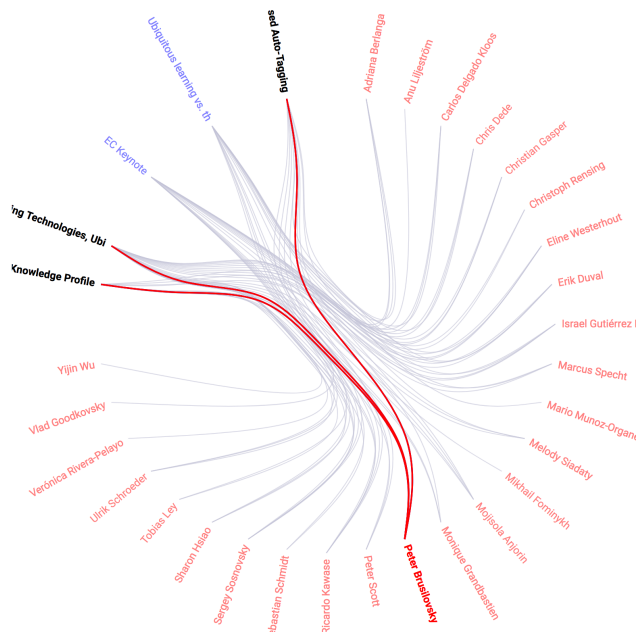 Ubiquitous learning vs. th
sed Auto-Tagging
Adriana Berlanga
Anu Liljeström
Carlos Delgado Kloos
Chris Dede
Christian Gasper
Christoph Rensing
Eline Westerhout
Erik Duval
Israel Gutiérrez
Marcus Specht
Mario Munoz-Organe
Melody Siadaty
Mikhail Fominykh
Mojisola Anjorin
Monique Grandbastien
Peter Brusilovsky
Peter Scott
Ricardo Kawase
ebastian Schmidt
Sergey Sosnovsky
Sharon Hsiao
Tobias Ley
Ulrik Schroeder
Verónica Rivera-Pelayo
Vlad Goodkovsky
Yijin Wu
Knowledge Profile
ing Technologies, Ubi
EC Keynote